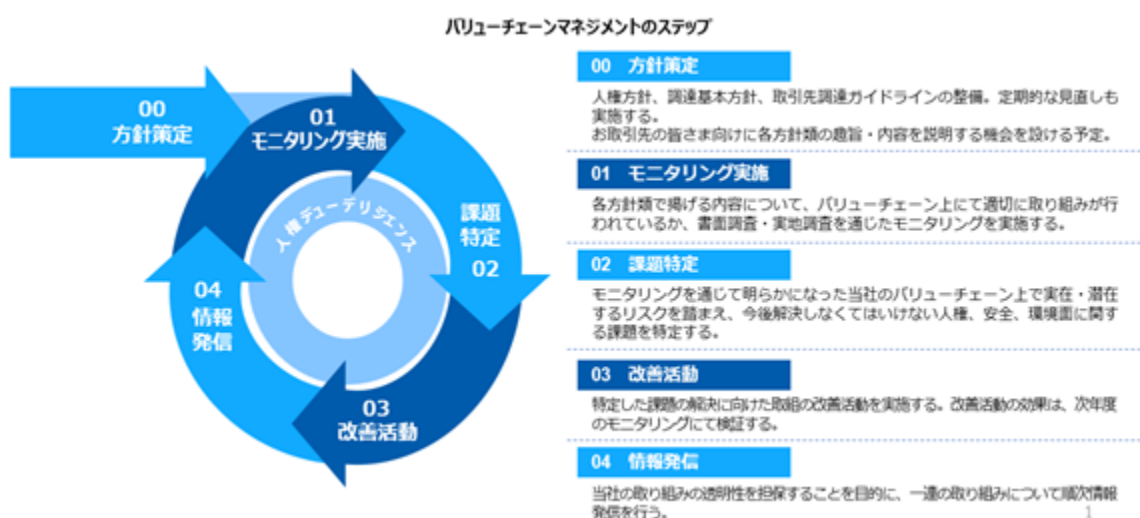 バリューチェーンマネジメントのステップ
00
方針策定
01
モニタリング実施
課題
特定
02
03
改善活動
04
情報
発信
人権デューデリジェンス
00 方針策定
人権方針、調達基本方針、取引先調達ガイドラインの整備。定期的な見直しも
実施する。
お取引先の皆さま向けに各方針類の趣旨・内容を説明する機会を設ける予定。
01 モニタリング実施
各方針類で掲げる内容について、バリューチェーン上にて適切に取り組みが行
われているか、書面調査・実地調査を通じたモニタリングを実施する。
02 課題特定
モニタリングを通じて明らかになった当社のバリューチェーン上で実在・潜在
するリスクを踏まえ、今後解決しなくてはいけない人権、安全、環境面に関す
る課題を特定する。
03 改善活動
特定した課題の解決に向けた取組の改善活動を実施する。改善活動の効果は、次年度
のモニタリングにて検証する。
04 情報発信
当社の取り組みの透明性を担保することを目的に、一連の取り組みについて順次情報
発信を行う。
1